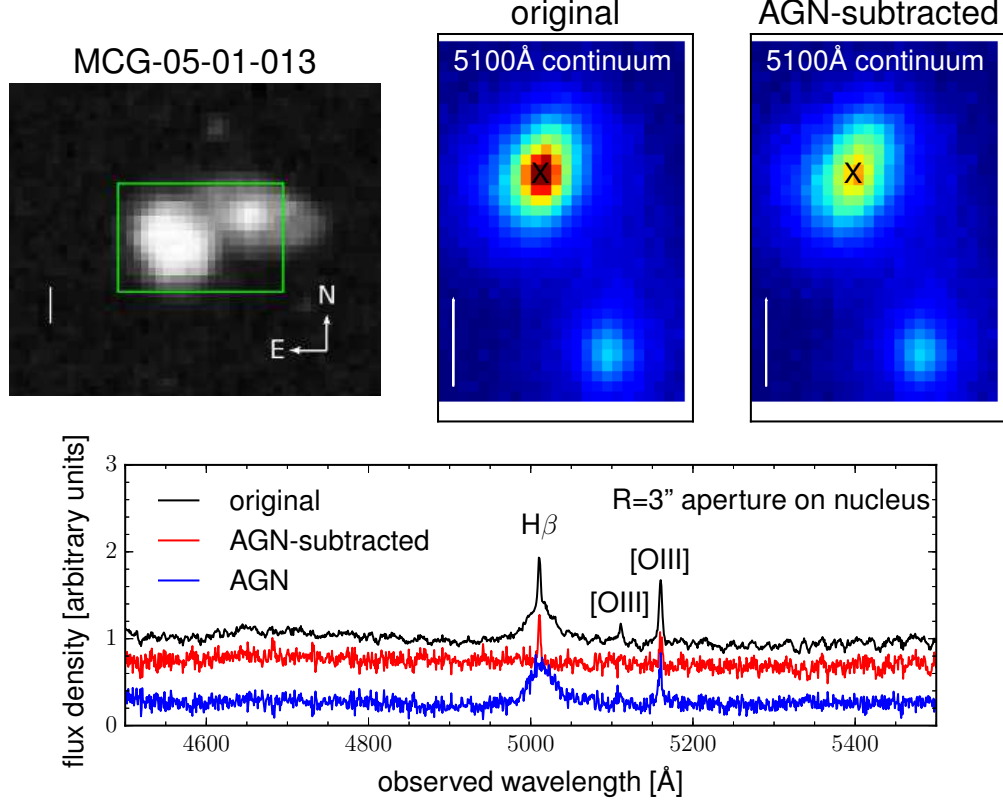 MCG-05-01-013
N
E
original
5100Å continuum
X
AGN-subtracted
5100Å continuum
X
flux density [arbitrary units]
3
2
1
0
original
AGN-subtracted
AGN
R=3” aperture on nucleus
Hβ
[OIII]
[OIII]
4600 4800 5000 5200 5400
observed wavelength [Å]